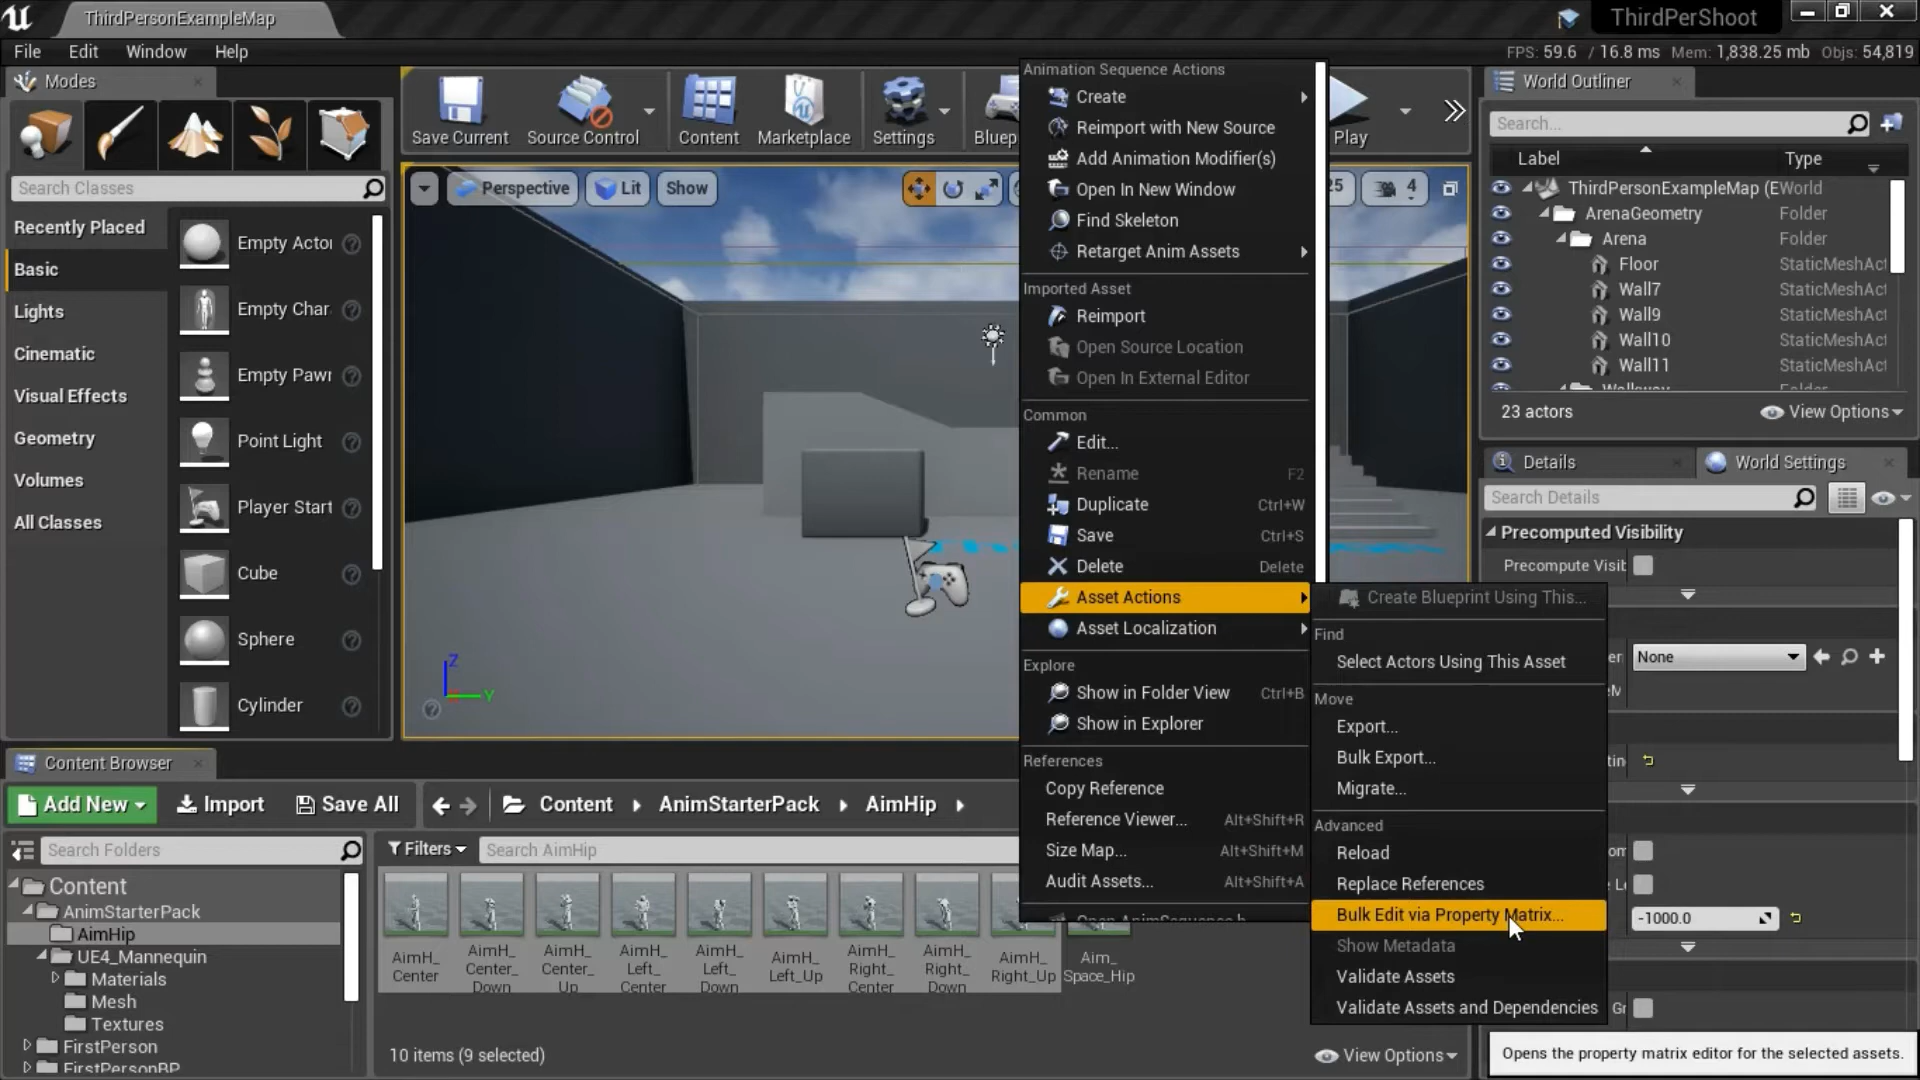 ThirdPersonExampleMap
ThirdPerShoot
File Edit Window Help
FPS: 59.6 / 16.8 ms Mem: 1,838.25 mb Objs: 54,819
Modes
Search Classes
Recently Placed
Basic
Lights
Cinematic
Visual Effects
Geometry
Volumes
All Classes
Empty Actor
Empty Char
Empty Pawn
Point Light
Player Start
Cube
Sphere
Cylinder
Save Current
Source Control
Content
Marketplace
Settings
Bluep
Play
Perspective
Lit
Show
25
4
Z
Y
Animation Sequence Actions
Create
Reimport with New Source
Add Animation Modifier(s)
Open In New Window
Find Skeleton
Retarget Anim Assets
Imported Asset
Reimport
Open Source Location
Open In External Editor
Common
Edit...
Rename F2
Duplicate Ctrl+W
Save Ctrl+S
Delete Delete
Asset Actions
Asset Localization
Explore
Show in Folder View Ctrl+B
Show in Explorer
References
Copy Reference
Reference Viewer... Alt+Shift+R
Size Map... Alt+Shift+M
Audit Assets... Alt+Shift+A
Open AnimSequence.h
Create Blueprint Using This...
Find
Select Actors Using This Asset
Move
Export...
Bulk Export...
Migrate...
Advanced
Reload
Replace References
Bulk Edit via Property Matrix...
Show Metadata
Validate Assets
Validate Assets and Dependencies
World Outliner
Search...
Label Type
ThirdPersonExampleMap (E World
ArenaGeometry Folder
Arena Folder
Floor StaticMeshAct
Wall7 StaticMeshAct
Wall9 StaticMeshAct
Wall10 StaticMeshAct
Wall11 StaticMeshAct
Walkway Folder
23 actors
View Options
Details
World Settings
Search Details
Precomputed Visibility
Precompute Visit
None
-1000.0
Opens the property matrix editor for the selected assets.
Content Browser
Add New
Import
Save All
Content
AnimStarterPack
AimHip
Search Folders
Filters
Search AimHip
Content
AnimStarterPack
AimHip
UE4_Mannequin
Materials
Mesh
Textures
FirstPerson
FirstPersonBP
AimH_
Center
AimH_
Center_
Down
AimH_
Center_
Up
AimH_
Left_
Center
AimH_
Left_
Down
AimH_
Left_Up
AimH_
Right_
Center
AimH_
Right_
Down
AimH_
Right_Up
Aim_
Space_Hip
10 items (9 selected)
View Options